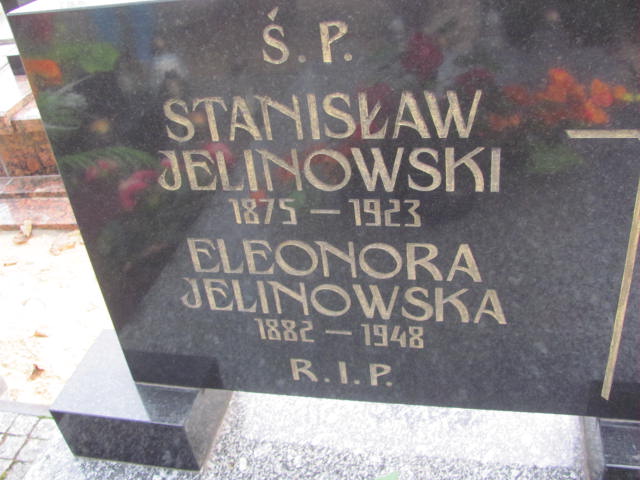 Ś.P.
STANISŁAW
JELINOWSKI
1875 — 1923
ELEONORA
JELINOWSKA
1882 — 1948
R.I.P.